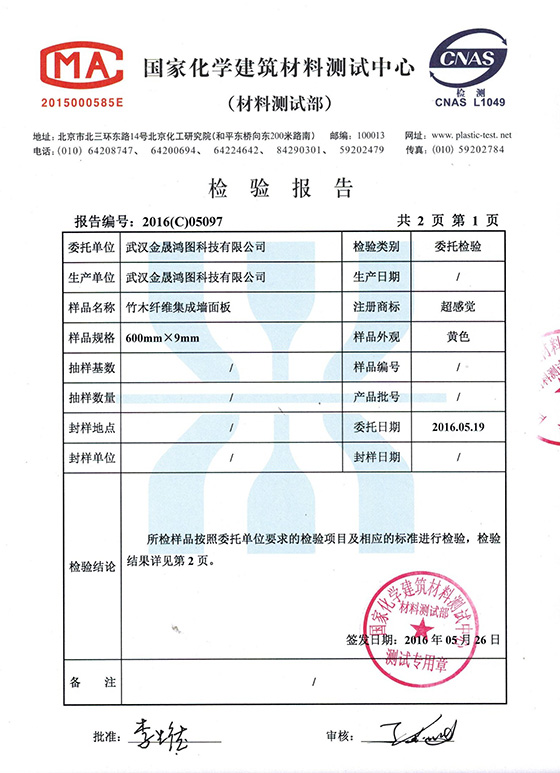 CMA
2015000585E
国家化学建筑材料测试中心
（材料测试部）
CNAS
检 测
CNAS L1049
地址：北京市北三环东路14号北京化工研究院（和平东桥向东200米路南） 邮编：100013 网址：www.plastic-test.net
电话：(010) 64208747、 64200694、 64224642、 84290301、 59202479 传真：(010) 59202784
检 验 报 告
报告编号：2016(C)05097 共 2 页 第 1 页
委托单位 武汉金晟鸿图科技有限公司 检验类别 委托检验
生产单位 武汉金晟鸿图科技有限公司 生产日期 /
样品名称 竹木纤维集成墙面板 注册商标 超感觉
样品规格 600mm×9mm 样品外观 黄色
抽样基数 / 样品编号 /
抽样数量 / 产品批号 /
封样地点 / 委托日期 2016.05.19
封样单位 / 封样日期 /
检验结论
所检样品按照委托单位要求的检验项目及相应的标准进行检验，检验
结果详见第 2 页。
国家化学建筑材料测试中心
材料测试部
签发日期：2016 年 05 月 26 日
测试专用章
备 注 /
批准： 审核：